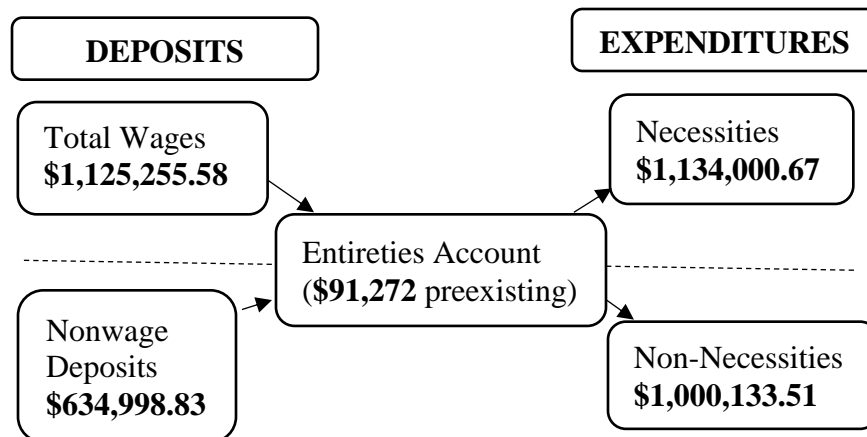 DEPOSITS
EXPENDITURES
Total Wages
$1,125,255.58
Necessities
$1,134,000.67
Entireties Account
($91,272 preexisting)
Nonwage
Deposits
$634,998.83
Non-Necessities
$1,000,133.51